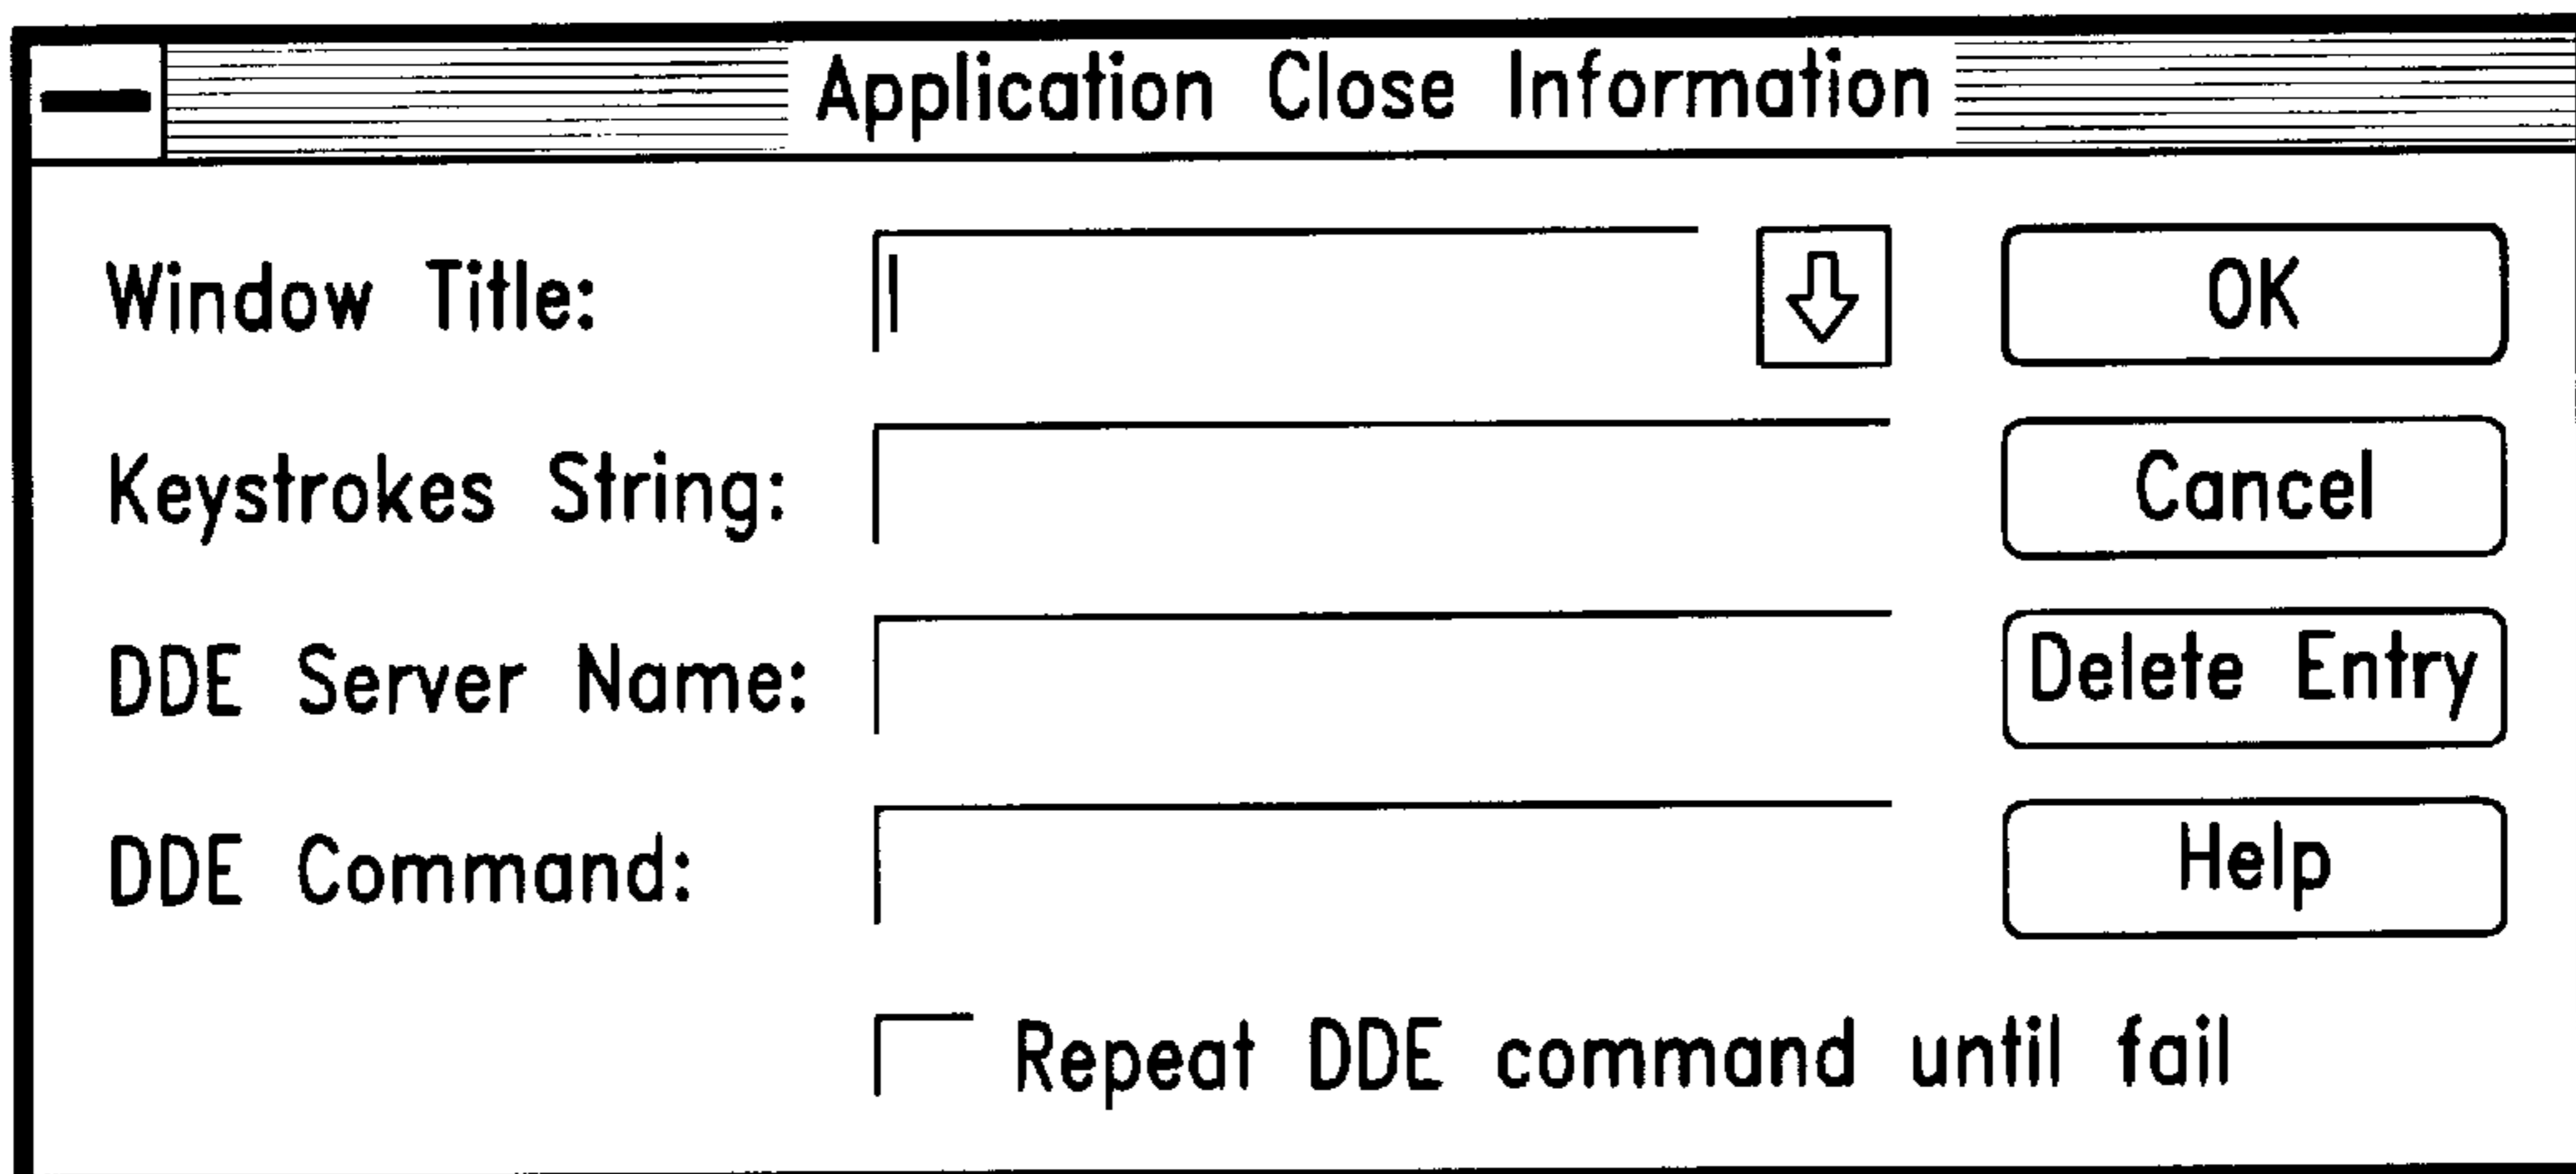 Application Close Information
Window Title:
OK
Keystrokes String:
Cancel
DDE Server Name:
Delete Entry
DDE Command:
Help
Repeat DDE command until fail